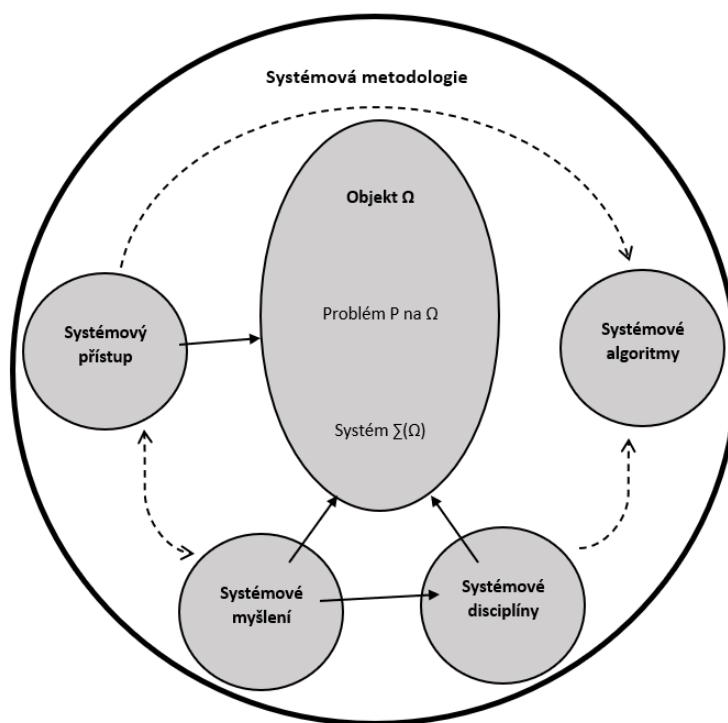 Systémová metodologie
Objekt Ω
Problém P na Ω
Systém ∑(Ω)
Systémový
přístup
Systémové
algoritmy
Systémové
myšlení
Systémové
disciplíny